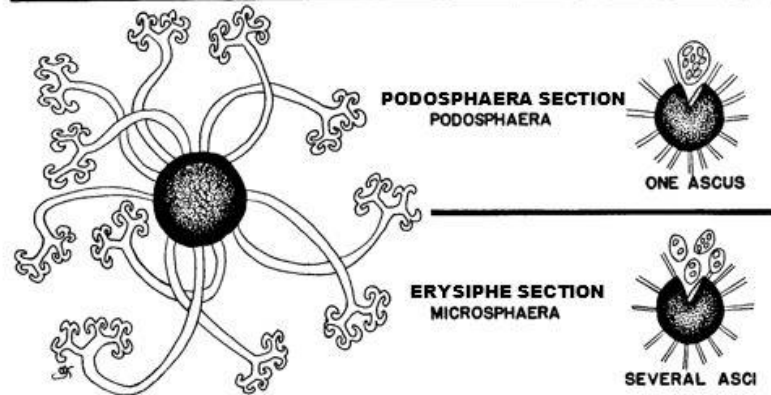 PODOSPHAERA SECTION
PODOSPHAERA
ONE ASCUS
ERYSIPHE SECTION
MICROSPHAERA
SEVERAL ASCI